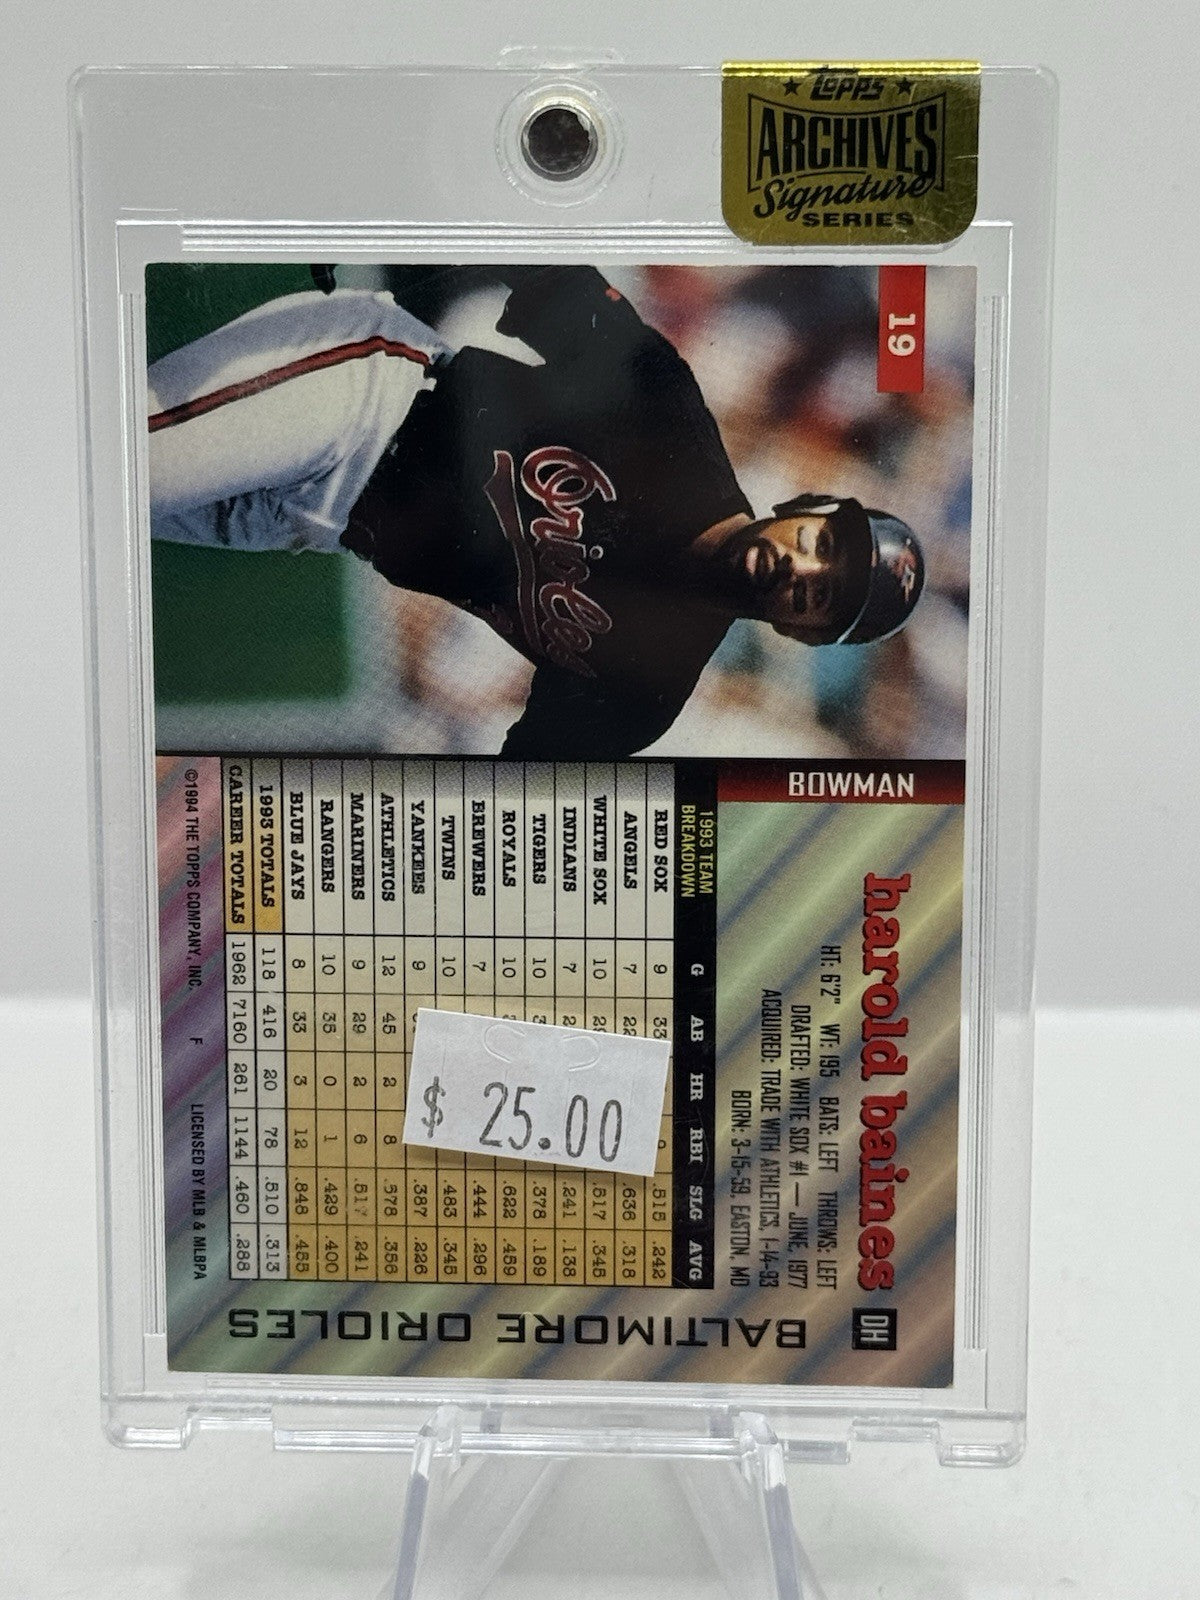 Topps
ARCHIVES
Signature
SERIES
19
BOWMAN
Orioles
harold baines DH
HT: 6'2" WT: 195 BATS: LEFT THROWS: LEFT
DRAFTED: WHITE SOX #1 — JUNE, 1977
ACQUIRED: TRADE WITH ATHLETICS, 1-14-93
BORN: 3-15-59, EASTON, MD
BALTIMORE ORIOLES
1993 TEAM
BREAKDOWN G AB HR RBI SLG AVG
RED SOX 9 33 .515 .242
ANGELS 7 .636 .318
WHITE SOX 10 .517 .345
INDIANS 7 .241 .138
TIGERS 10 .378 .189
ROYALS 10 .622 .459
BREWERS 7 .444 .296
TWINS 10 .483 .345
YANKEES 9 .387 .226
ATHLETICS 12 45 2 8 .578 .356
MARINERS 9 29 2 6 .517 .241
RANGERS 10 35 0 1 .429 .400
BLUE JAYS 8 33 3 12 .848 .455
1993 TOTALS 118 416 20 78 .510 .313
CAREER TOTALS 1962 7160 261 1144 .460 .288
©1994 THE TOPPS COMPANY, INC. F LICENSED BY MLB & MLBPA
$ 25.00